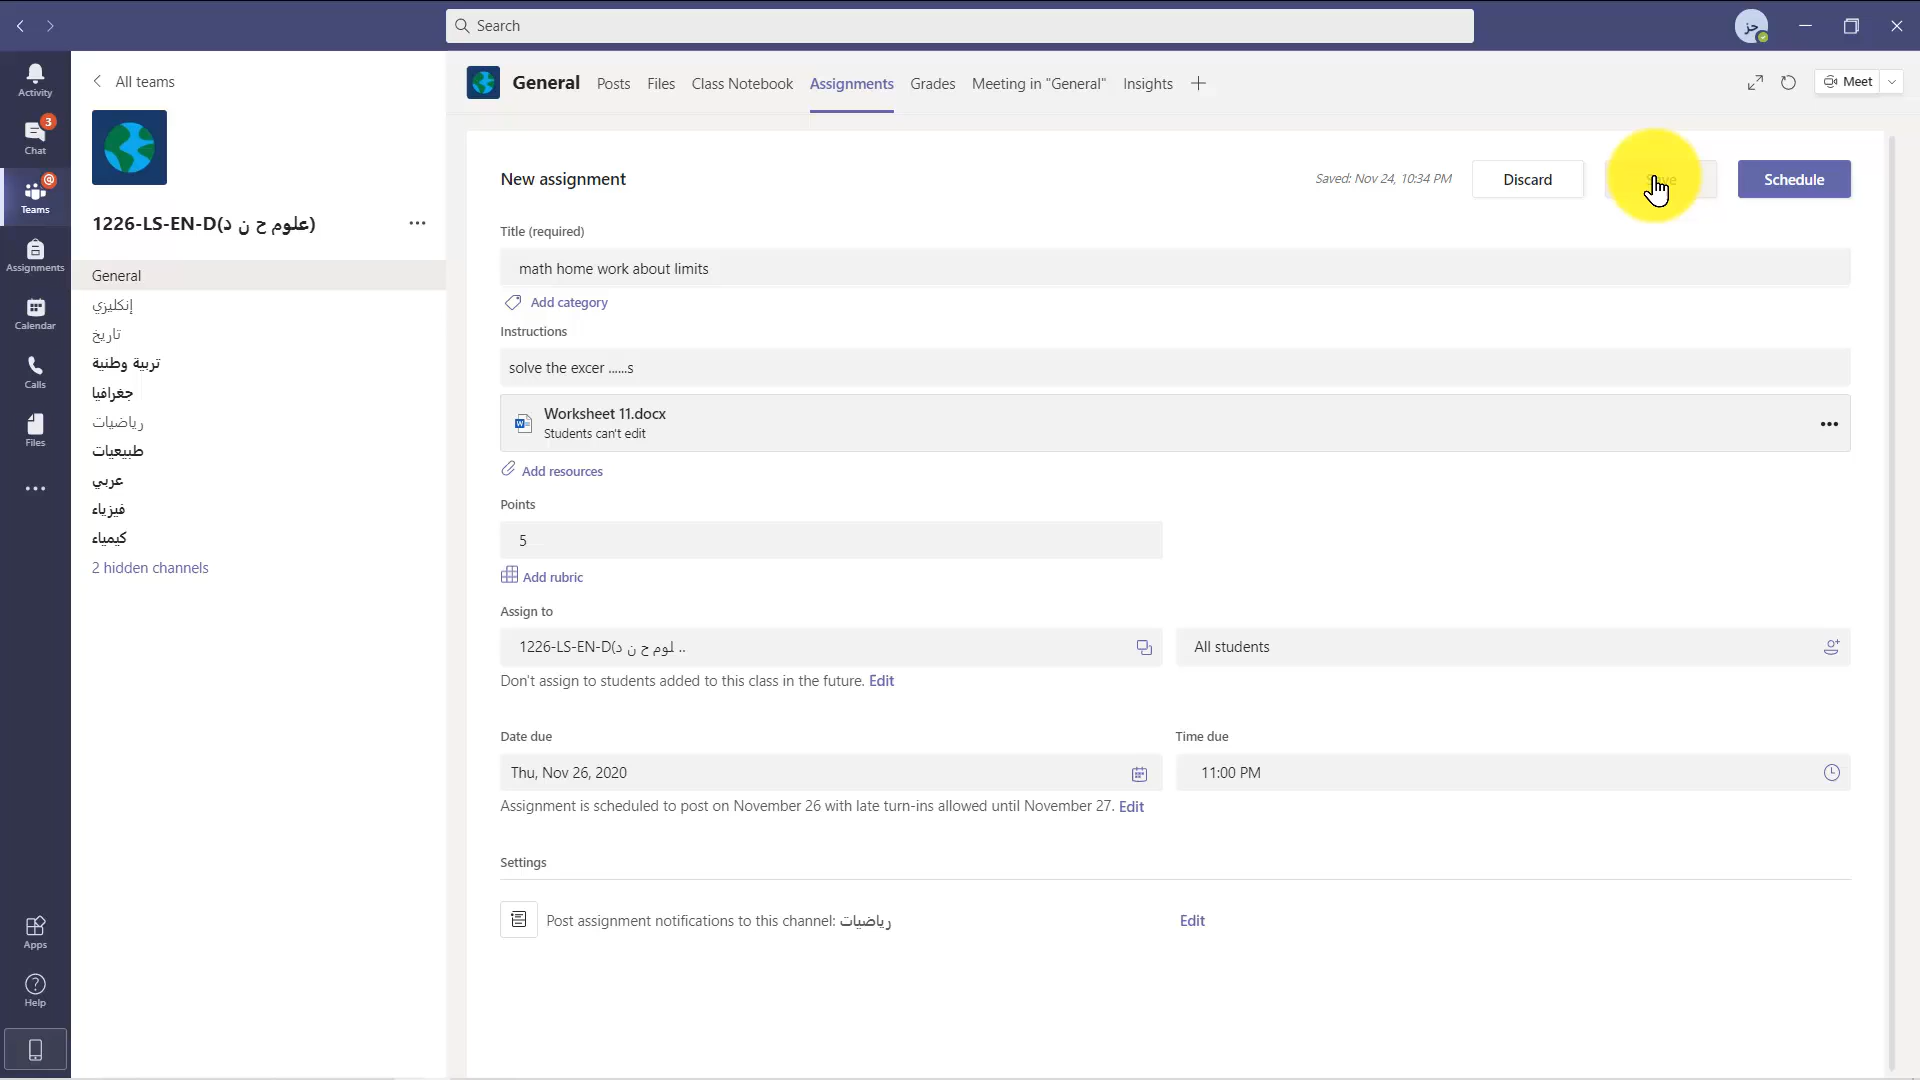 Search
حز
Activity
3
Chat
@
Teams
Assignments
Calendar
Calls
Files
Apps
Help
All teams
1226-LS-EN-D(علوم ح ن د)
General
إنكليزي
تاريخ
تربية وطنية
جغرافيا
رياضيات
طبيعيات
عربي
فيزياء
كيمياء
2 hidden channels
General Posts Files Class Notebook Assignments Grades Meeting in "General" Insights
Meet
New assignment
Saved: Nov 24, 10:34 PM
Discard
Save
Schedule
Title (required)
math home work about limits
Add category
Instructions
solve the excer ......s
Worksheet 11.docx
Students can't edit
Add resources
Points
5
Add rubric
Assign to
1226-LS-EN-D(لوم ح ن د ..
All students
Don't assign to students added to this class in the future. Edit
Date due
Time due
Thu, Nov 26, 2020
11:00 PM
Assignment is scheduled to post on November 26 with late turn-ins allowed until November 27. Edit
Settings
Post assignment notifications to this channel: رياضيات
Edit